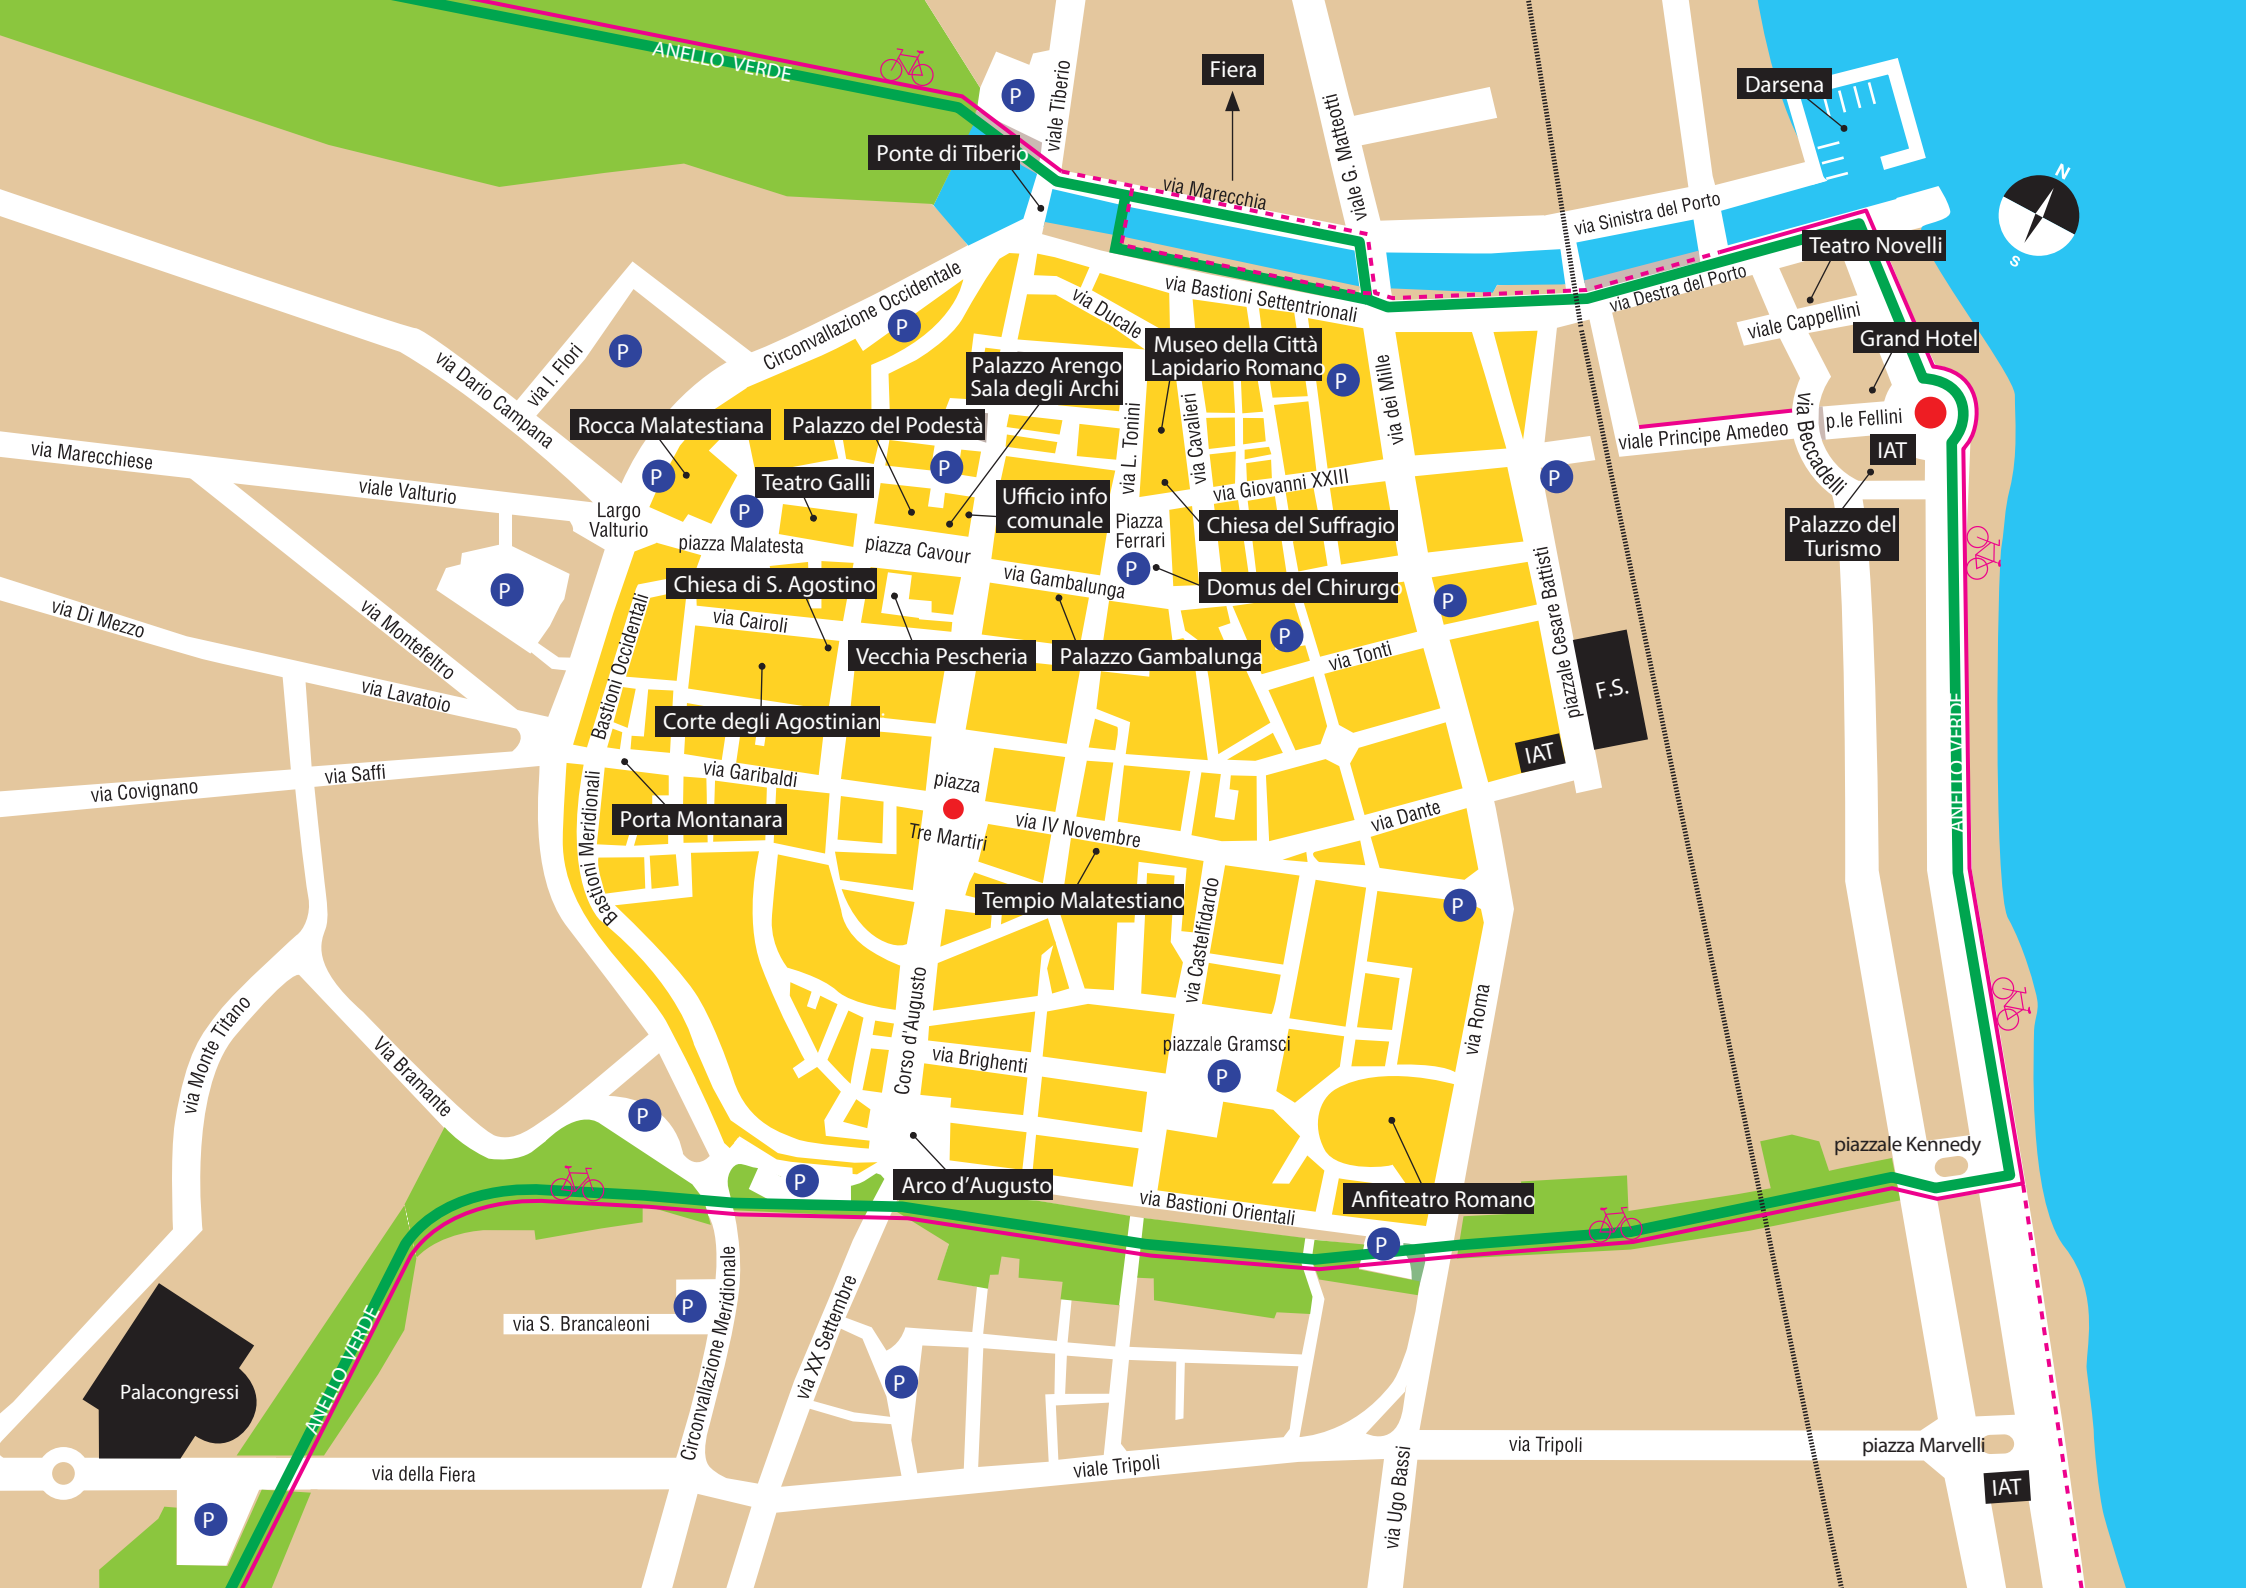 ANELLO VERDE
P
viale Tiberio
Fiera
viale G. Matteotti
Darsena
Ponte di Tiberio
via Marecchia
via Sinistra del Porto
N
S
Teatro Novelli
via Destra del Porto
viale Cappellini
Grand Hotel
Circonvallazione Occidentale
P
via Ducale
via Bastioni Settentrionali
via I. Flori
P
via Dario Campana
Palazzo Arengo
Sala degli Archi
Museo della Città
Lapidario Romano
P
via dei Mille
via Beccadelli
p.le Fellini
viale Principe Amedeo
IAT
Rocca Malatestiana
Palazzo del Podestà
via L. Tonini
via Cavalieri
via Marecchiese
viale Valturio
P
Teatro Galli
P
via Giovanni XXIII
P
Largo
Valturio
P
Ufficio info
comunale
Piazza
Ferrari
Chiesa del Suffragio
Palazzo del
Turismo
piazza Malatesta
piazza Cavour
P
P
Chiesa di S. Agostino
via Gambalunga
Domus del Chirurgo
P
piazzale Cesare Battisti
via Di Mezzo
via Montefeltro
Bastioni Occidentali
via Cairoli
P
Vecchia Pescheria
Palazzo Gambalunga
via Tonti
F.S.
via Lavatoio
Corte degli Agostinian
ANELLO VERDE
IAT
via Covignano
via Saffi
via Garibaldi
piazza
Tre Martiri
Porta Montanara
via IV Novembre
via Dante
Bastioni Meridionali
Tempio Malatestiano
P
via Castelfidardo
Corso d'Augusto
via Roma
via Monte Titano
Via Bramante
via Brighenti
piazzale Gramsci
P
P
piazzale Kennedy
P
Arco d’Augusto
via Bastioni Orientali
Anfiteatro Romano
P
ANELLO VERDE
via S. Brancaleoni
P
Circonvallazione Meridionale
via XX Settembre
P
Palacongressi
via della Fiera
viale Tripoli
via Ugo Bassi
via Tripoli
piazza Marvelli
IAT
P